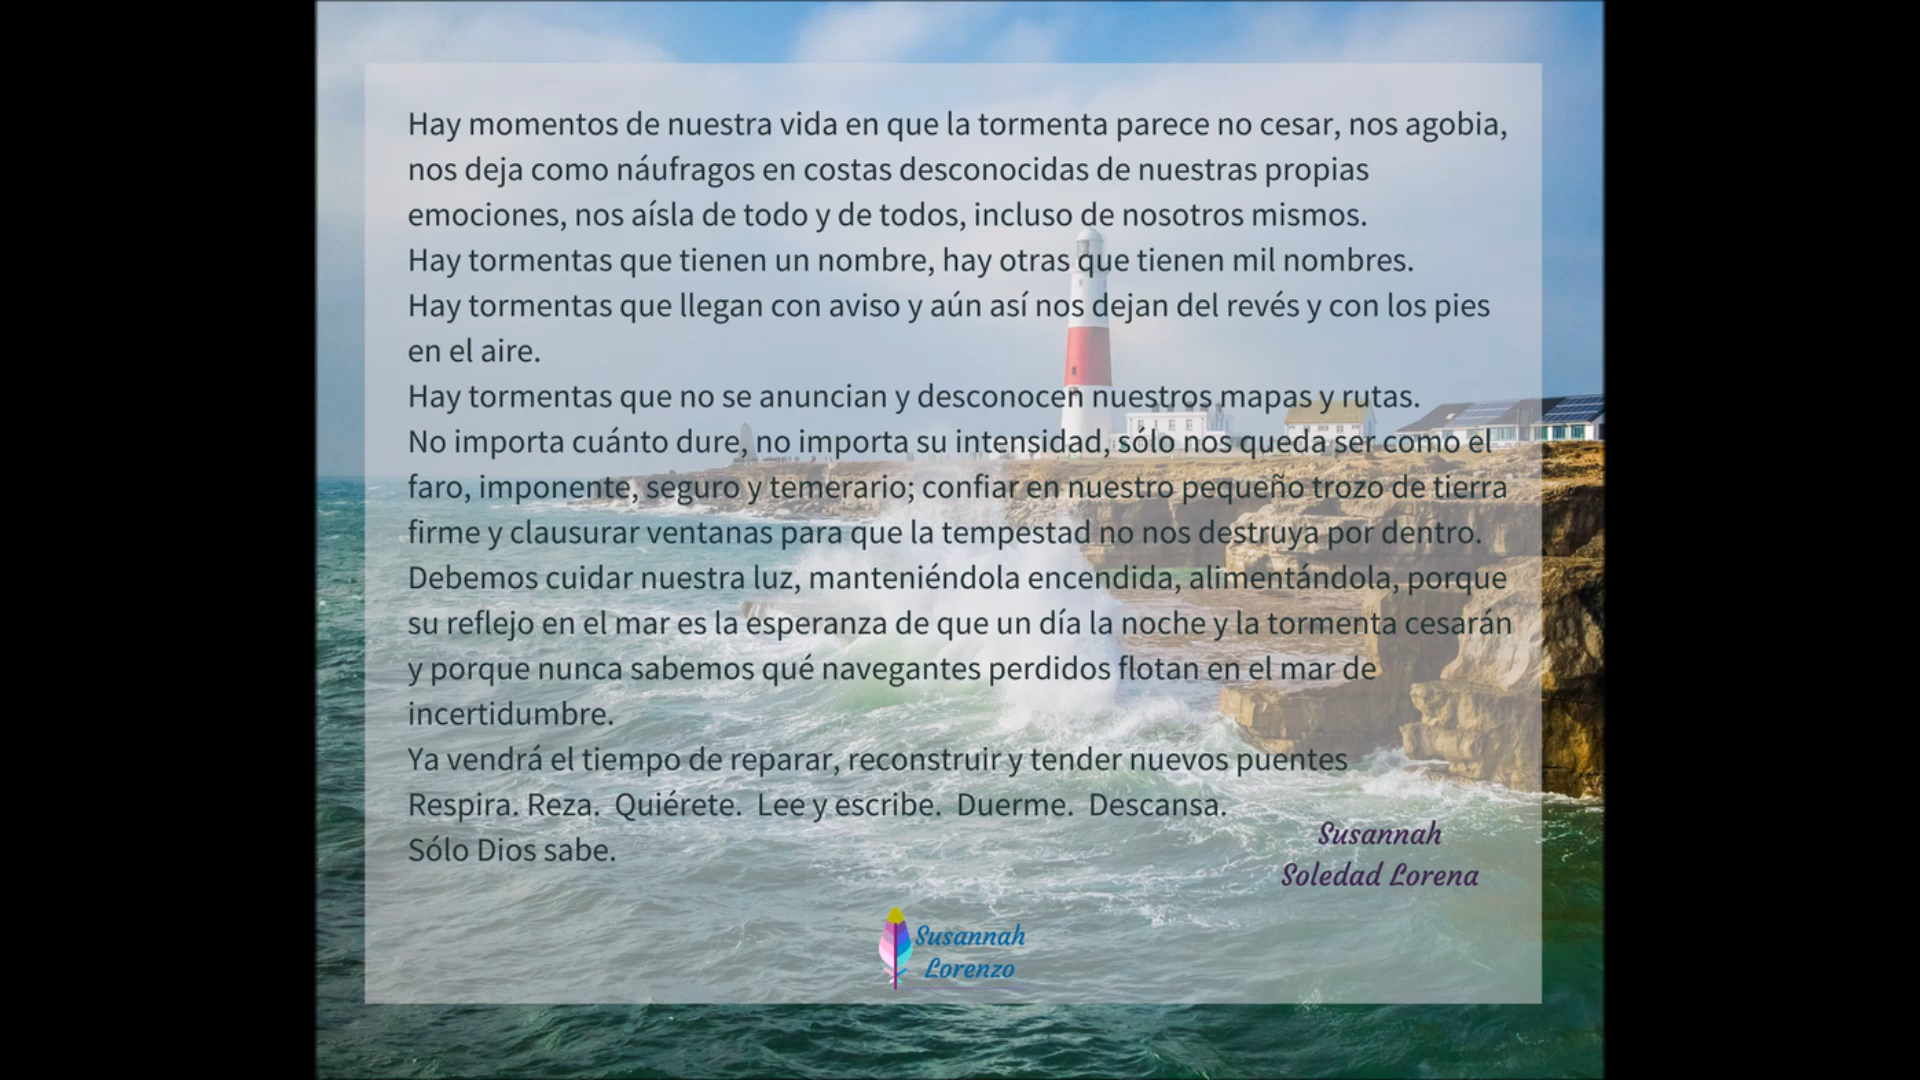 Hay momentos de nuestra vida en que la tormenta parece no cesar, nos agobia,
nos deja como náufragos en costas desconocidas de nuestras propias
emociones, nos aísla de todo y de todos, incluso de nosotros mismos.
Hay tormentas que tienen un nombre, hay otras que tienen mil nombres.
Hay tormentas que llegan con aviso y aún así nos dejan del revés y con los pies
en el aire.
Hay tormentas que no se anuncian y desconocen nuestros mapas y rutas.
No importa cuánto dure, no importa su intensidad, sólo nos queda ser como el
faro, imponente, seguro y temerario; confiar en nuestro pequeño trozo de tierra
firme y clausurar ventanas para que la tempestad no nos destruya por dentro.
Debemos cuidar nuestra luz, manteniéndola encendida, alimentándola, porque
su reflejo en el mar es la esperanza de que un día la noche y la tormenta cesarán
y porque nunca sabemos qué navegantes perdidos flotan en el mar de
incertidumbre.
Ya vendrá el tiempo de reparar, reconstruir y tender nuevos puentes
Respira. Reza.  Quiérete.  Lee y escribe.  Duerme.  Descansa.
Sólo Dios sabe.
Susannah
Soledad Lorena
Susannah
Lorenzo